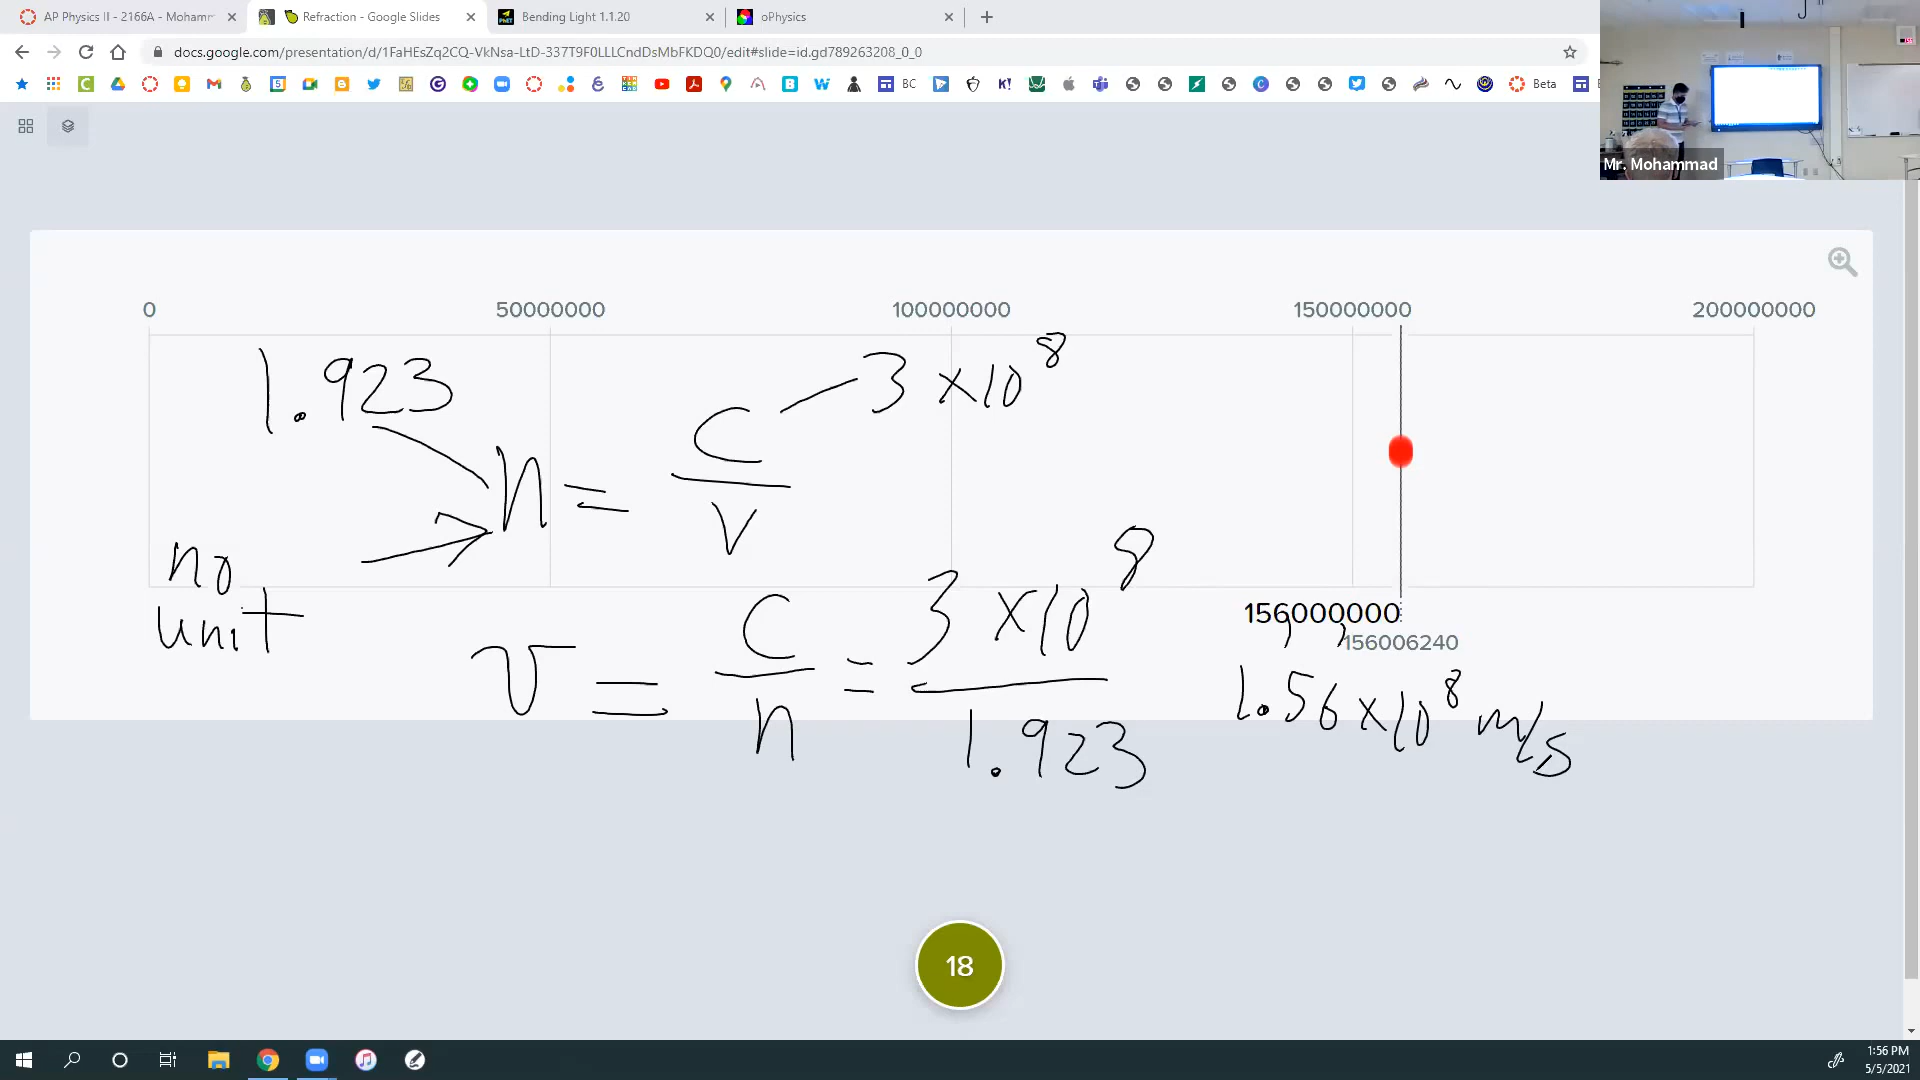 AP Physics II - 2166A - Mohamm
Refraction - Google Slides
Bending Light 1.1.20
oPhysics
docs.google.com/presentation/d/1FaHEsZq2CQ-VkNsa-LtD-337T9F0LLLCndDsMbFKDQ0/edit#slide=id.gd789263208_0_0
BC
Beta
Mr. Mohammad
0 50000000 100000000 150000000 200000000
1.923
3 x10^8
n = C/v
no
unit
v = C/n = 3 x10^8/1.923
156000000
156006240
1.56 x10^8 m/s
18
1:56 PM
5/5/2021